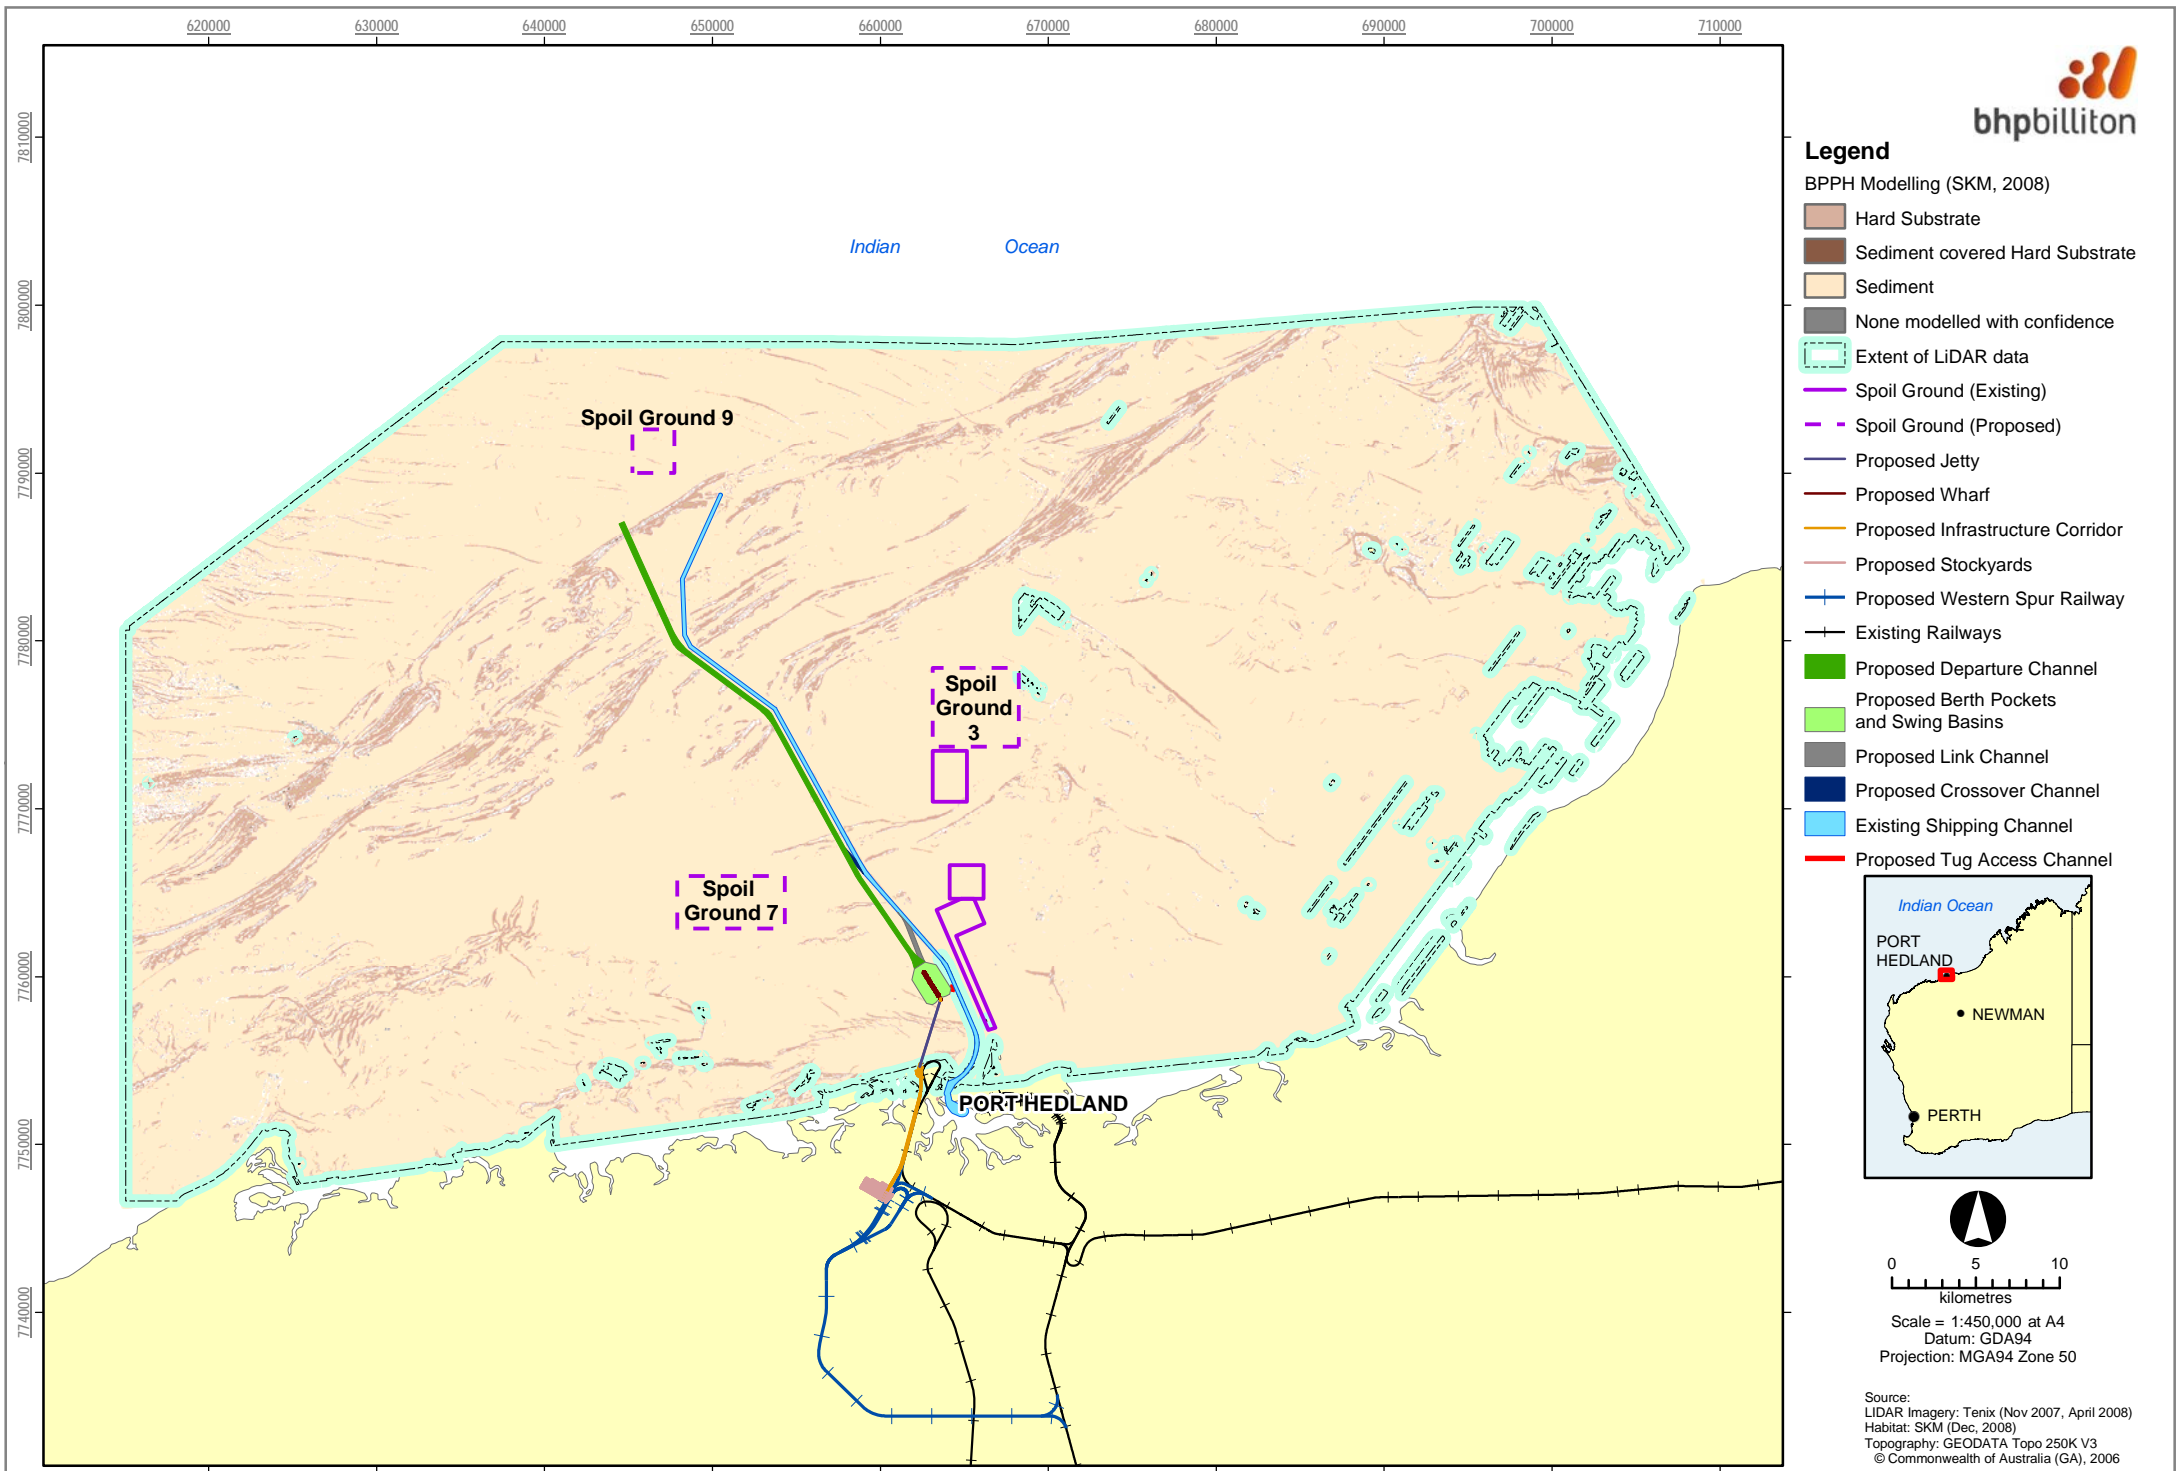 620000 630000 640000 650000 660000 670000 680000 690000 700000 710000
7810000
7800000
7790000
7780000
7770000
7760000
7750000
7740000
Indian Ocean
Spoil Ground 9
Spoil
Ground
3
Spoil
Ground 7
PORT HEDLAND
bhpbilliton
Legend
BPPH Modelling (SKM, 2008)
Hard Substrate
Sediment covered Hard Substrate
Sediment
None modelled with confidence
Extent of LiDAR data
Spoil Ground (Existing)
Spoil Ground (Proposed)
Proposed Jetty
Proposed Wharf
Proposed Infrastructure Corridor
Proposed Stockyards
Proposed Western Spur Railway
Existing Railways
Proposed Departure Channel
Proposed Berth Pockets
and Swing Basins
Proposed Link Channel
Proposed Crossover Channel
Existing Shipping Channel
Proposed Tug Access Channel
Indian Ocean
PORT
HEDLAND
NEWMAN
PERTH
0 5 10
kilometres
Scale = 1:450,000 at A4
Datum: GDA94
Projection: MGA94 Zone 50
Source:
LIDAR Imagery: Tenix (Nov 2007, April 2008)
Habitat: SKM (Dec, 2008)
Topography: GEODATA Topo 250K V3
© Commonwealth of Australia (GA), 2006